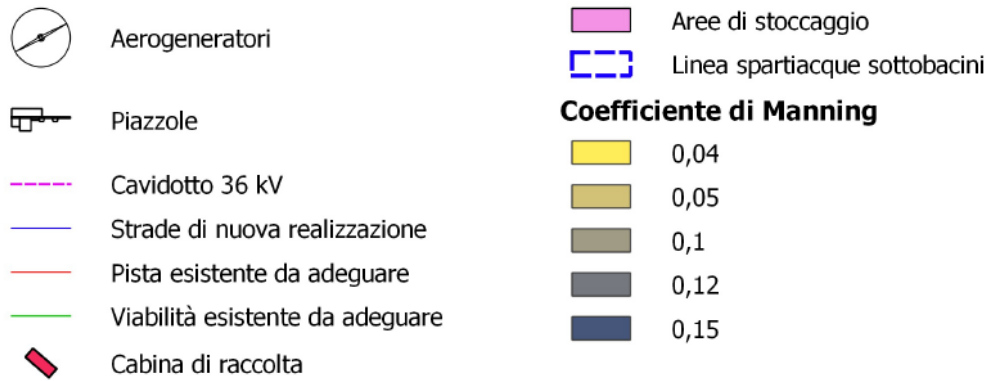 Aerogeneratori
Piazzole
Cavidotto 36 kV
Strade di nuova realizzazione
Pista esistente da adeguare
Viabilità esistente da adeguare
Cabina di raccolta
Aree di stoccaggio
Linea spartiacque sottobacini
Coefficiente di Manning
0,04
0,05
0,1
0,12
0,15